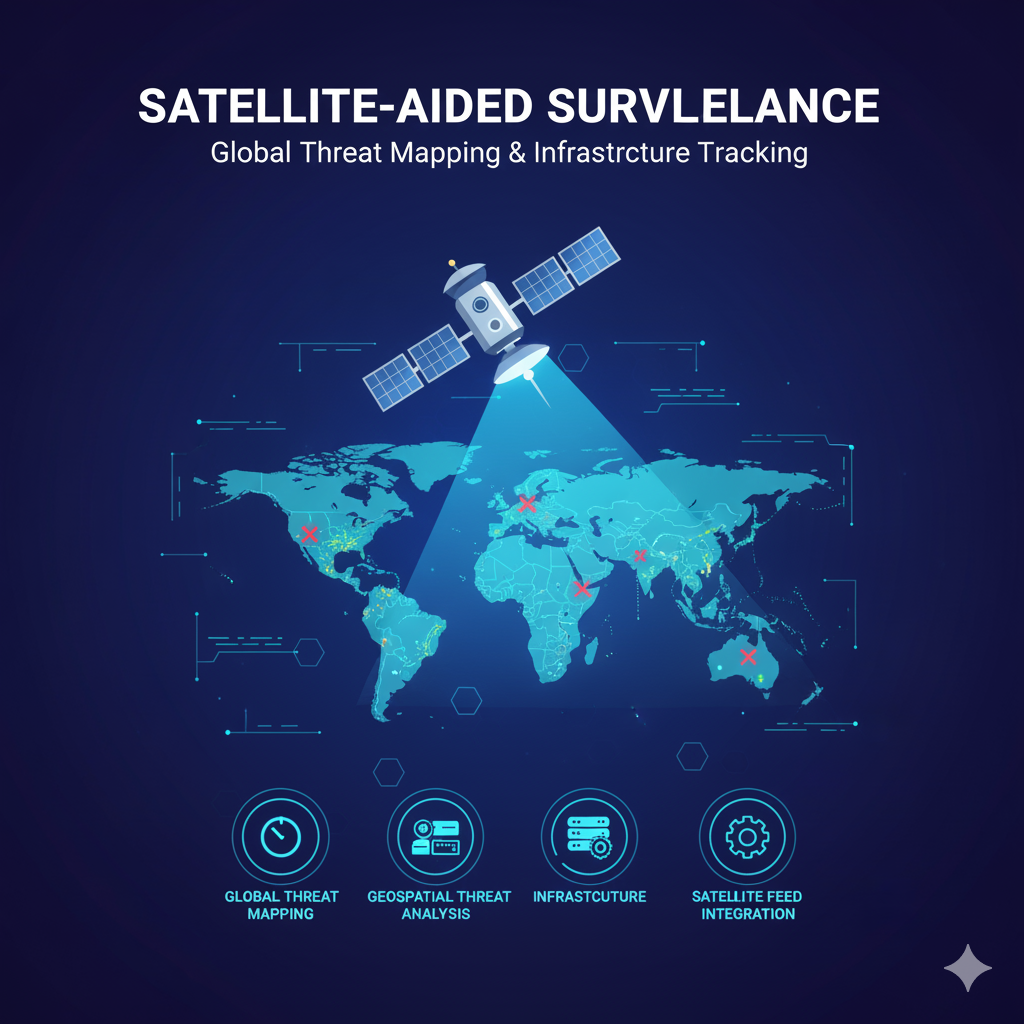 SATELLITE-AIDED SURVLELANCE
Global Threat Mapping & Infrastrcture Tracking
GLOBAL THREAT
MAPPING
GEOSPATIAL THREAT
ANALYSIS
INFRASTCUTURE
SATELLITE FEED
INTEGRATION